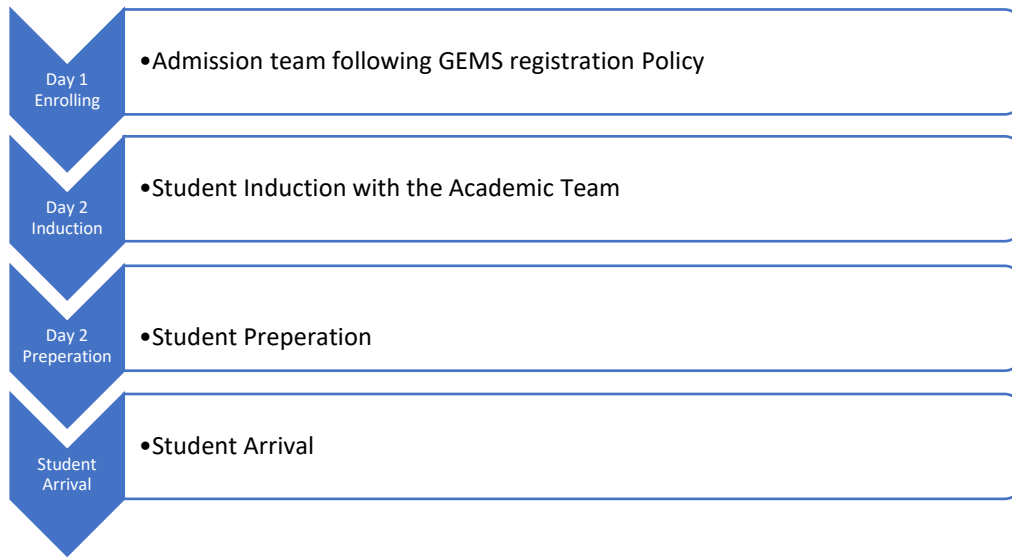 Day 1
Enrolling
•Admission team following GEMS registration Policy
Day 2
Induction
•Student Induction with the Academic Team
Day 2
Preperation
•Student Preperation
Student
Arrival
•Student Arrival